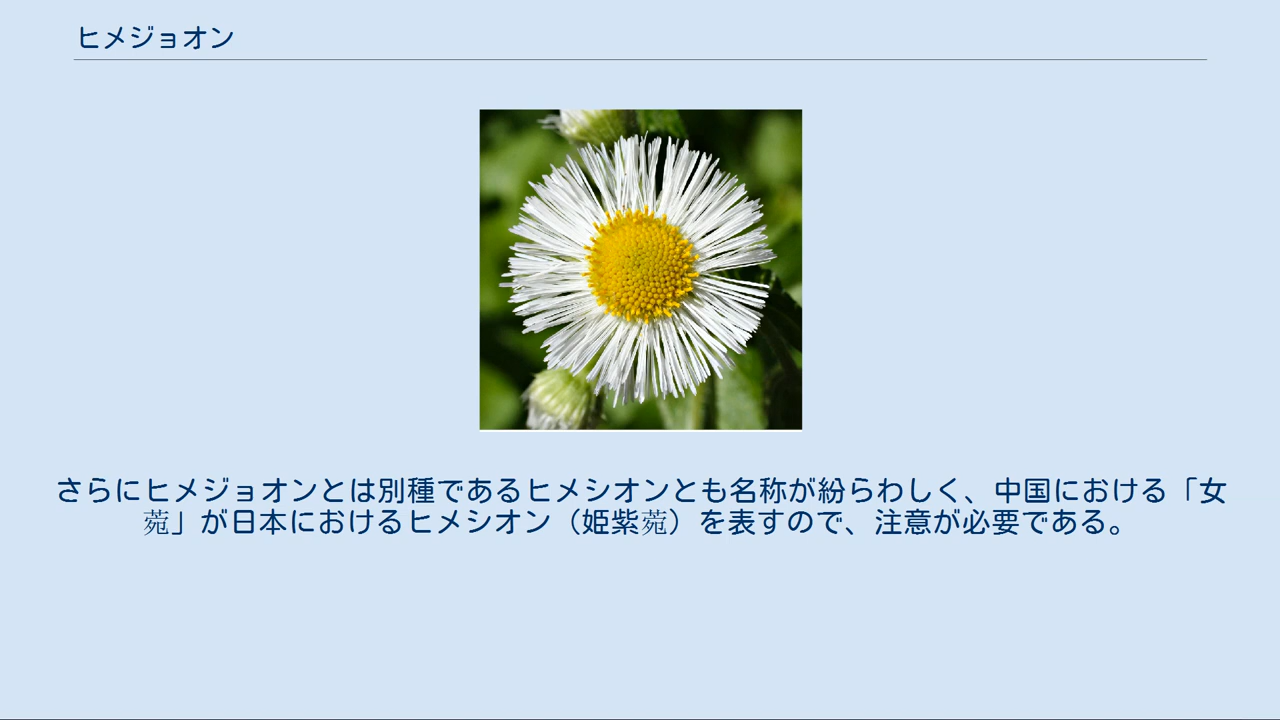 ヒメジョオン
さらにヒメジョオンとは別種であるヒメシオンとも名称が紛らわしく、中国における「女
菀」が日本におけるヒメシオン（姫紫菀）を表すので、注意が必要である。